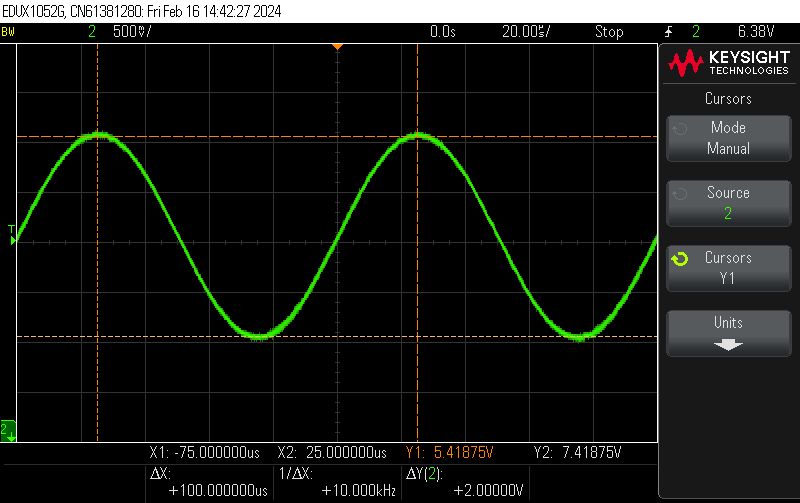 EDUX1052G, CN61381280: Fri Feb 16 14:42:27 2024
BW 2 500mV/ 0.0s 20.00us/ Stop 2 6.38V
KEYSIGHT
TECHNOLOGIES
Cursors
Mode
Manual
Source
2
Cursors
Y1
Units
T
2
X1: -75.000000us X2: 25.000000us Y1: 5.41875V Y2: 7.41875V
ΔX: 1/ΔX: ΔY(2):
+100.000000us +10.000kHz +2.00000V